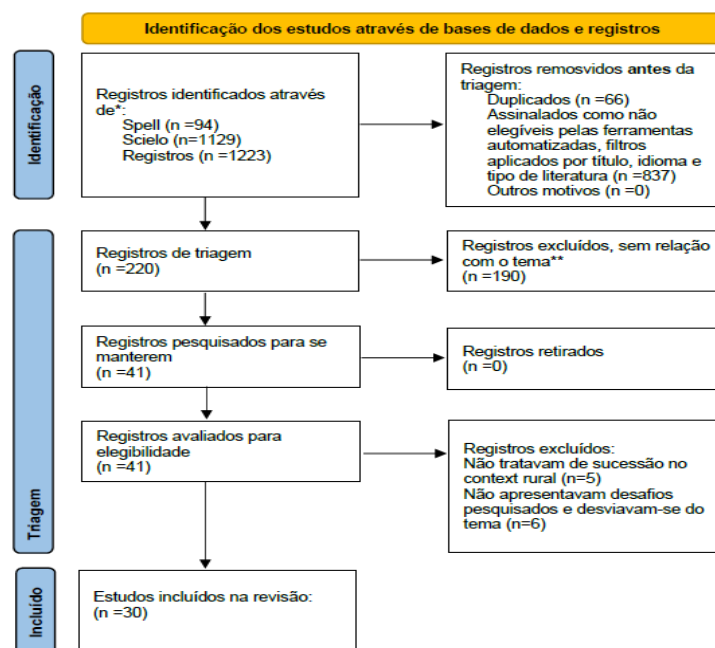 Identificação dos estudos através de bases de dados e registros
Identificação
Registros identificados através
de*:
Spell (n =94)
Scielo (n=1129)
Registros (n =1223)
Registros remosvidos antes da
triagem:
Duplicados (n =66)
Assinalados como não
elegíveis pelas ferramentas
automatizadas, filtros
aplicados por título, idioma e
tipo de literatura (n =837)
Outros motivos (n =0)
Triagem
Registros de triagem
(n =220)
Registros excluídos, sem relação
com o tema**
(n =190)
Registros pesquisados para se
manterem
(n =41)
Registros retirados
(n =0)
Registros avaliados para
elegibilidade
(n =41)
Registros excluídos:
Não tratavam de sucessão no
context rural (n=5)
Não apresentavam desafios
pesquisados e desviavam-se do
tema (n=6)
Incluído
Estudos incluídos na revisão:
(n =30)